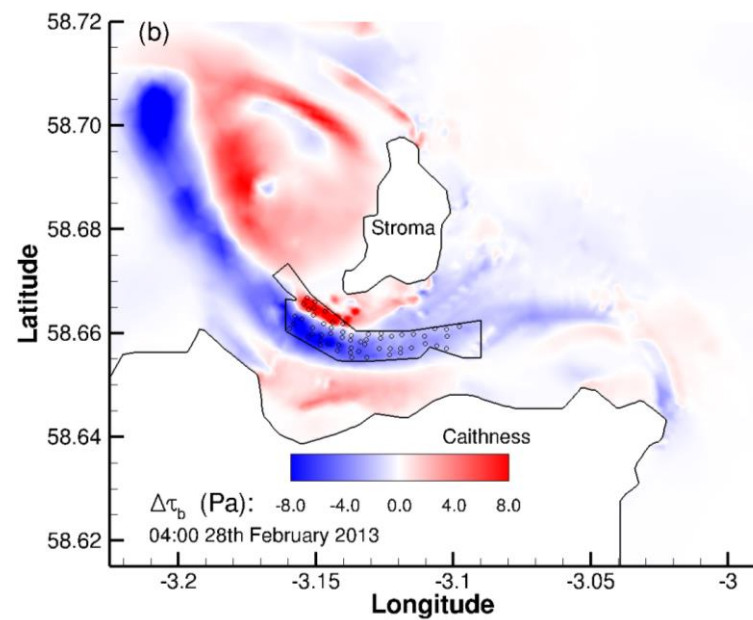 (b)
58.72
58.70
58.68
58.66
58.64
58.62
Latitude
Stroma
Caithness
Δτb (Pa): -8.0 -4.0 0.0 4.0 8.0
04:00 28th February 2013
-3.2 -3.15 -3.1 -3.05 -3
Longitude